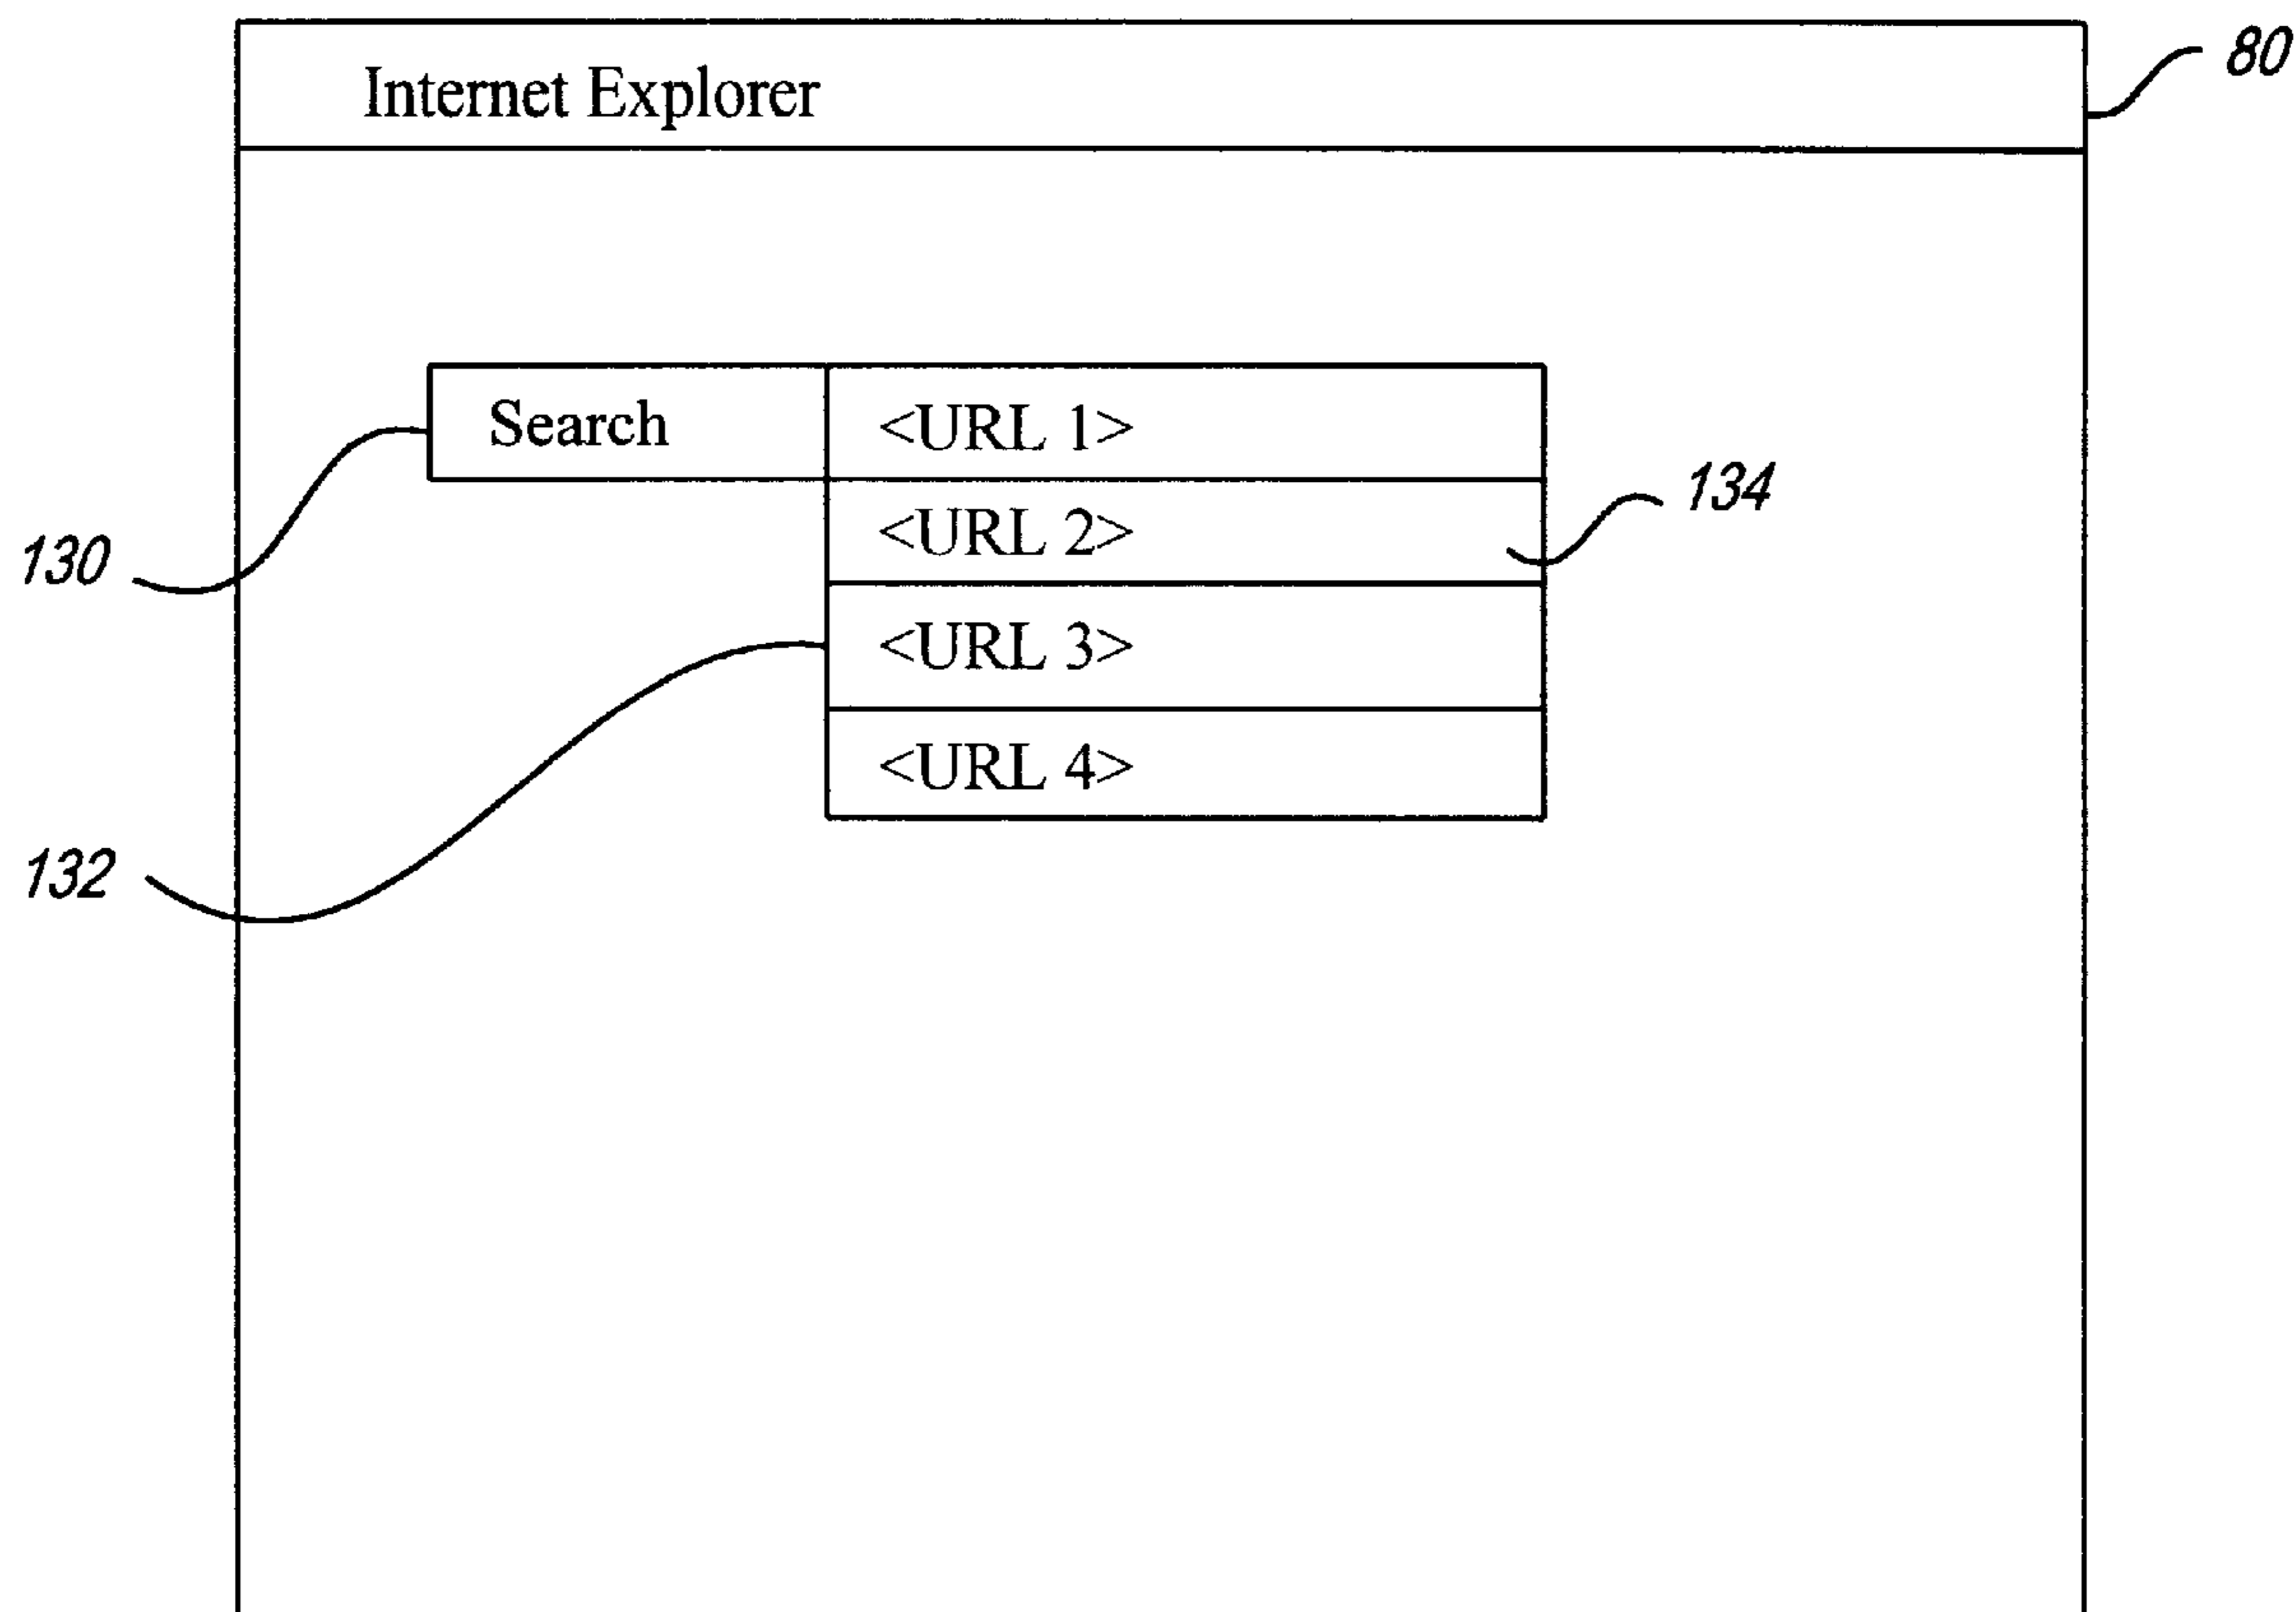 Internet Explorer
80
Search
<URL 1>
134
<URL 2>
130
<URL 3>
<URL 4>
132